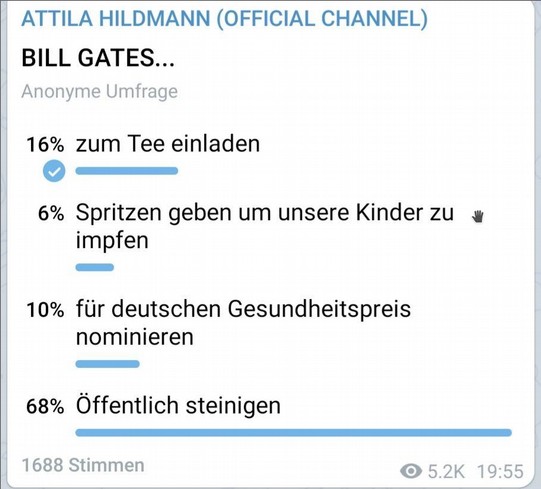 ATTILA HILDMANN (OFFICIAL CHANNEL)
BILL GATES...
Anonyme Umfrage
16% zum Tee einladen
6% Spritzen geben um unsere Kinder zu
impfen
10% für deutschen Gesundheitspreis
nominieren
68% Öffentlich steinigen
1688 Stimmen 5.2K 19:55